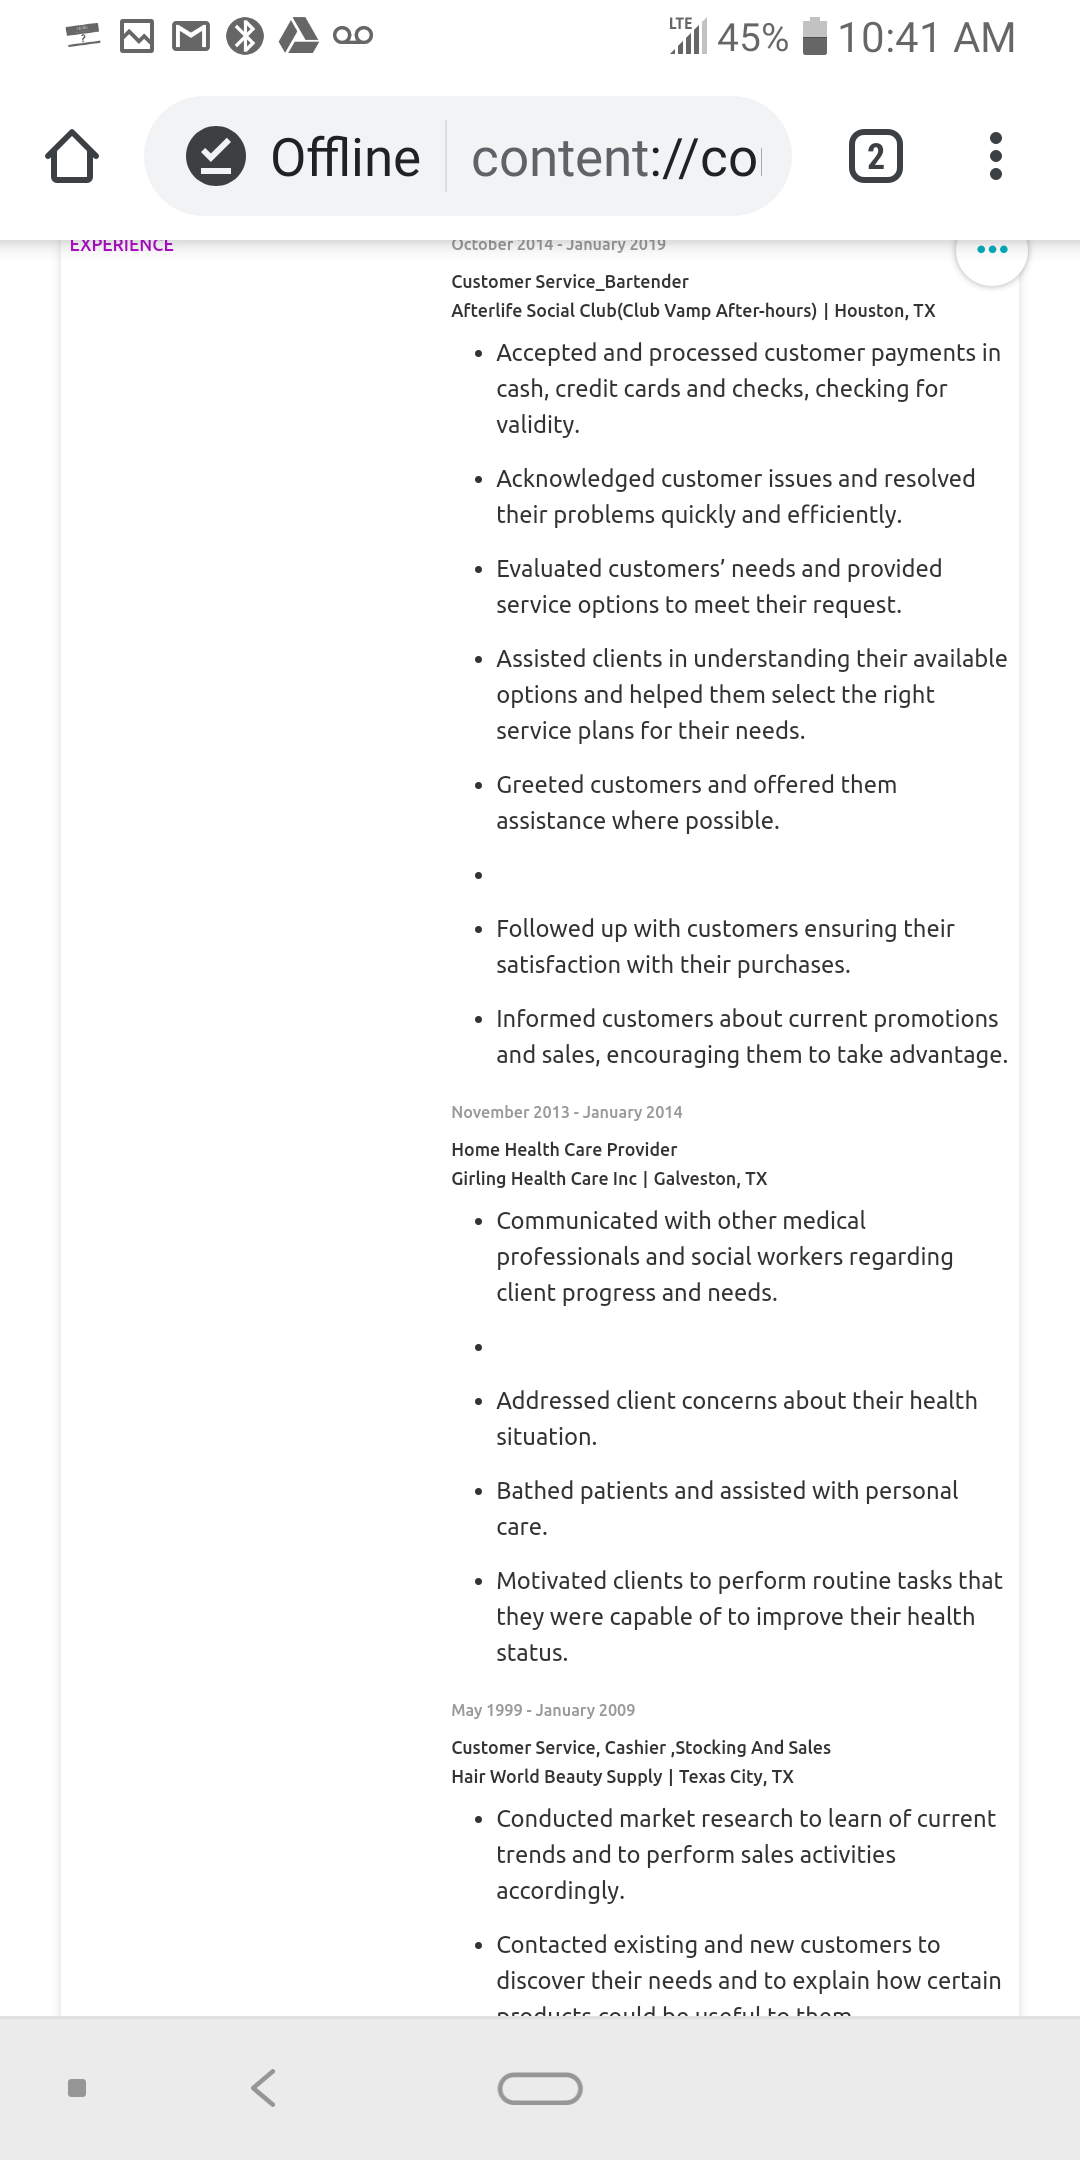 LTE 45% 10:41 AM
Offline content://co
2
EXPERIENCE
October 2014 - January 2019
Customer Service_Bartender
Afterlife Social Club(Club Vamp After-hours) | Houston, TX
• Accepted and processed customer payments in
cash, credit cards and checks, checking for
validity.
• Acknowledged customer issues and resolved
their problems quickly and efficiently.
• Evaluated customers’ needs and provided
service options to meet their request.
• Assisted clients in understanding their available
options and helped them select the right
service plans for their needs.
• Greeted customers and offered them
assistance where possible.
•
• Followed up with customers ensuring their
satisfaction with their purchases.
• Informed customers about current promotions
and sales, encouraging them to take advantage.
November 2013 - January 2014
Home Health Care Provider
Girling Health Care Inc | Galveston, TX
• Communicated with other medical
professionals and social workers regarding
client progress and needs.
•
• Addressed client concerns about their health
situation.
• Bathed patients and assisted with personal
care.
• Motivated clients to perform routine tasks that
they were capable of to improve their health
status.
May 1999 - January 2009
Customer Service, Cashier ,Stocking And Sales
Hair World Beauty Supply | Texas City, TX
• Conducted market research to learn of current
trends and to perform sales activities
accordingly.
• Contacted existing and new customers to
discover their needs and to explain how certain
products could be useful to them